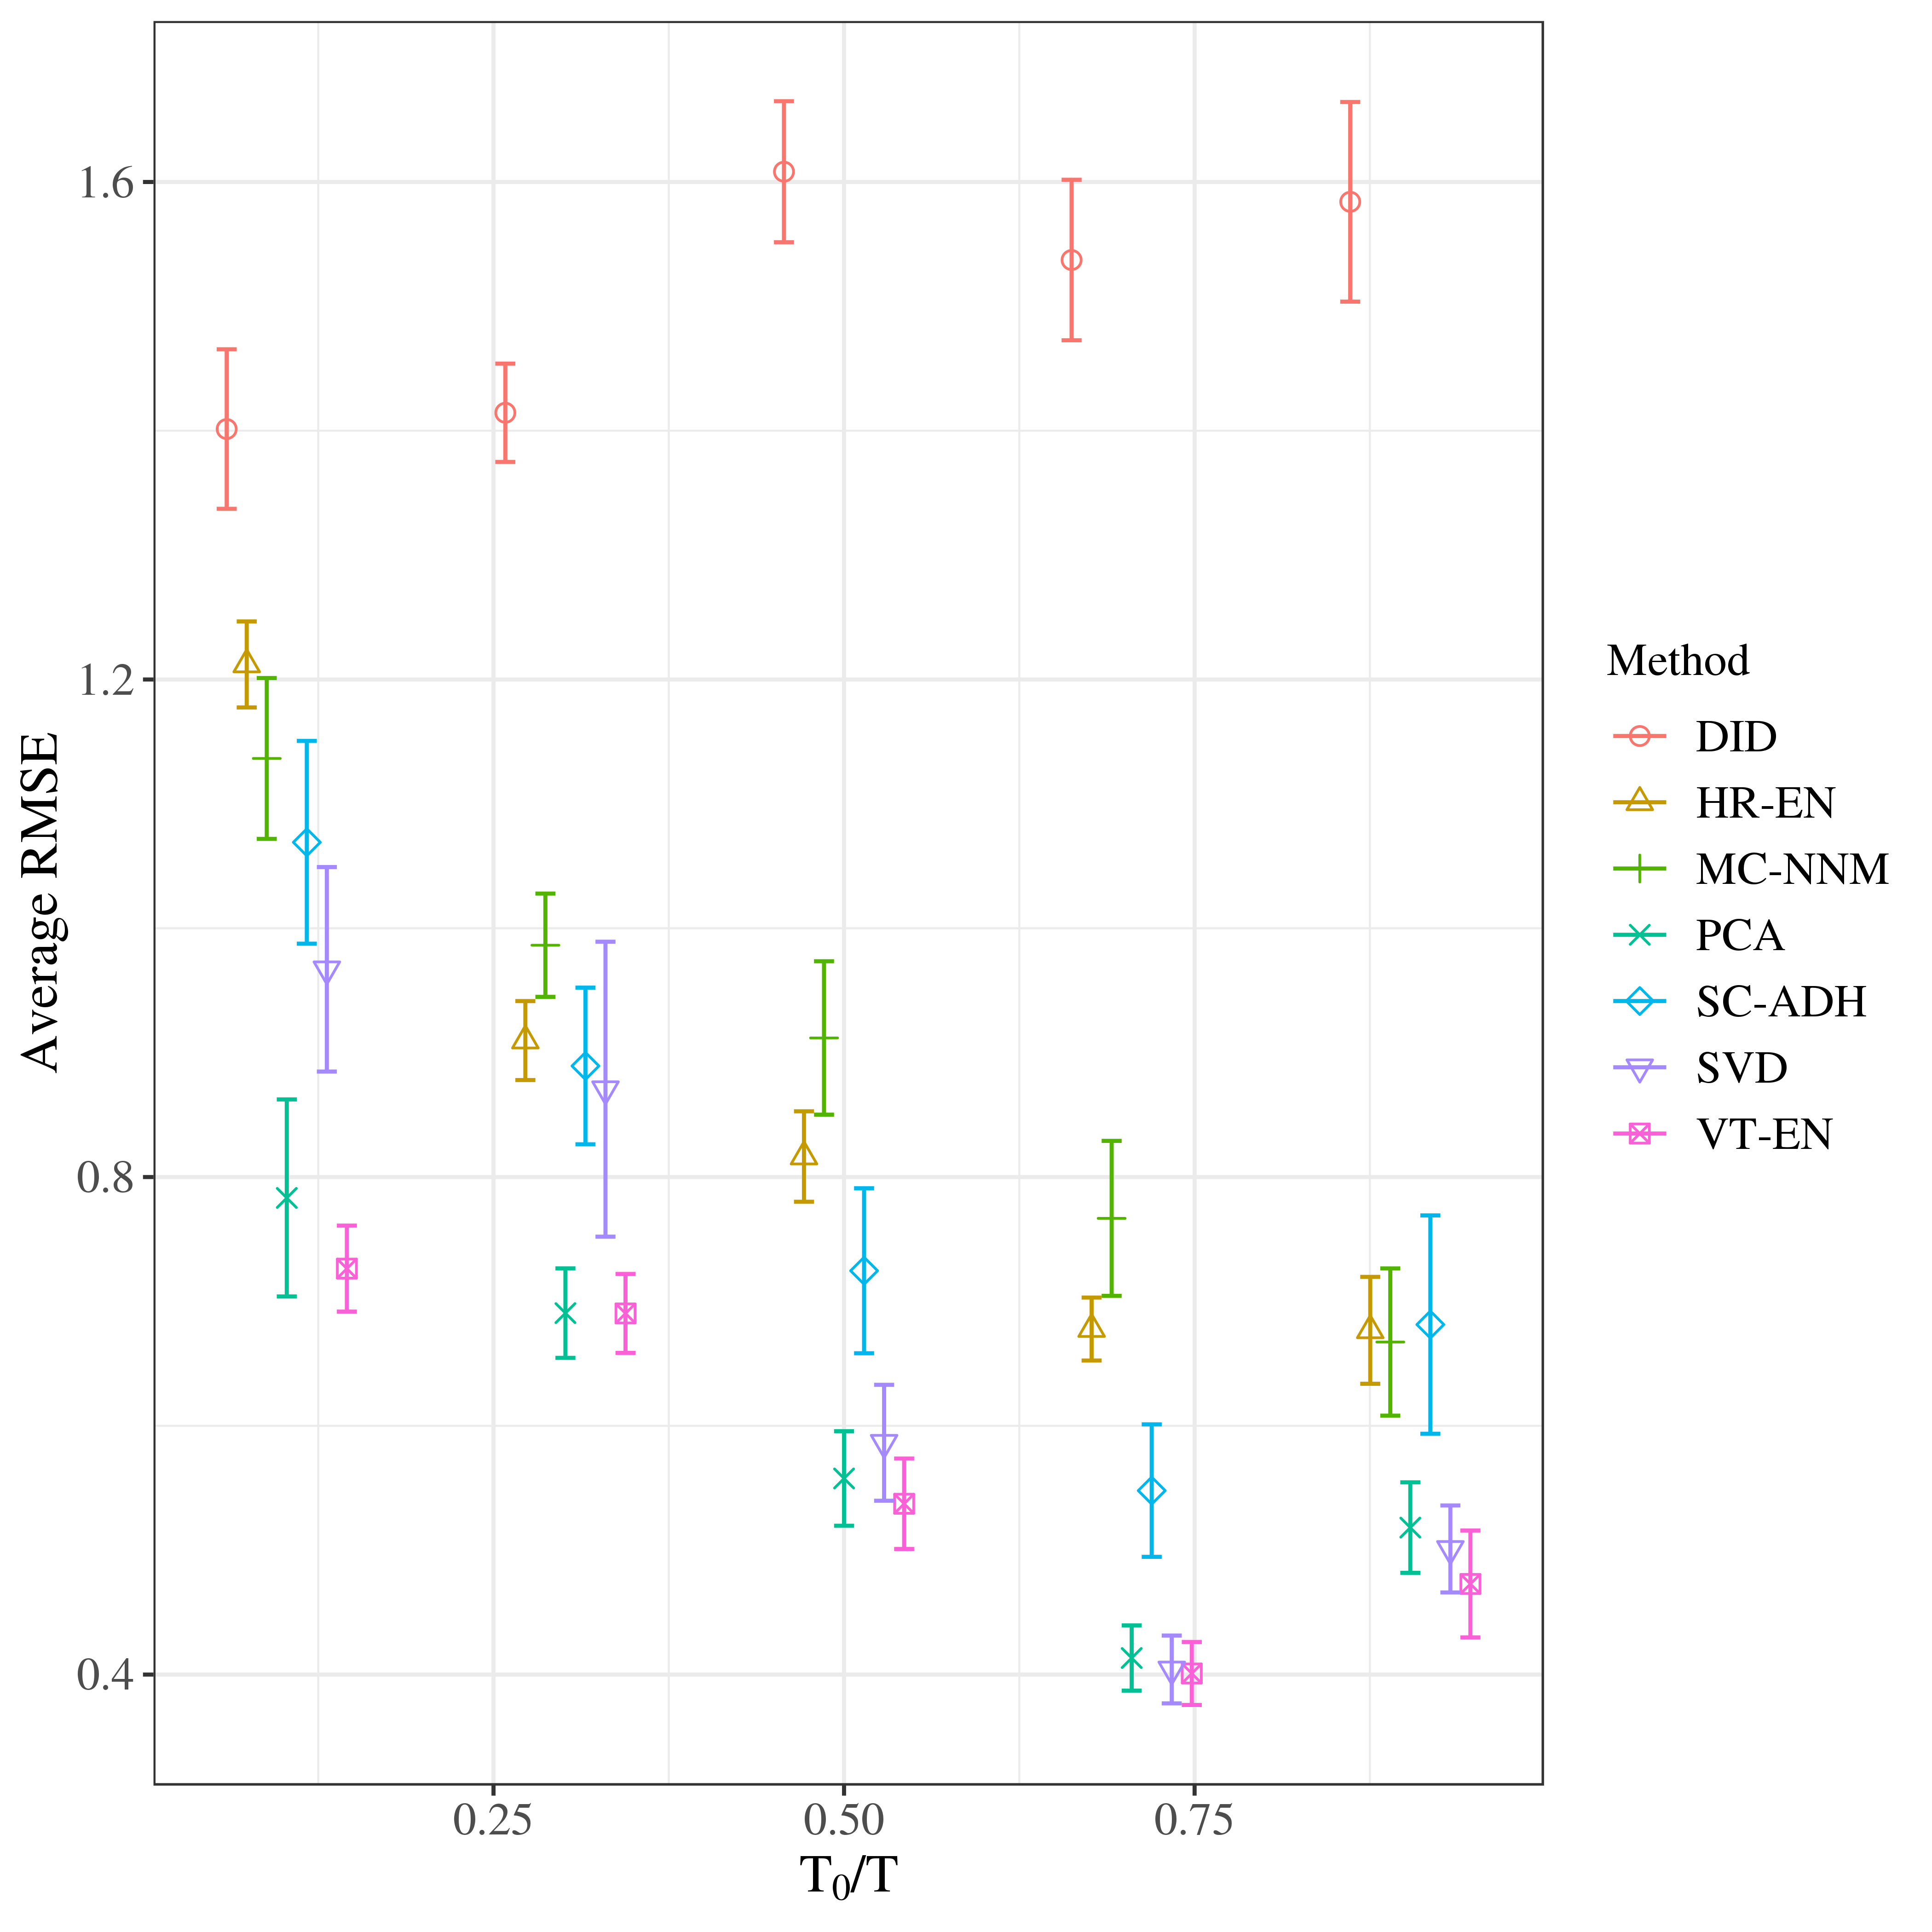 Average RMSE
1.6
1.2
0.8
0.4
0.25
0.50
0.75
T₀/T
Method
DID
HR-EN
MC-NNM
PCA
SC-ADH
SVD
VT-EN